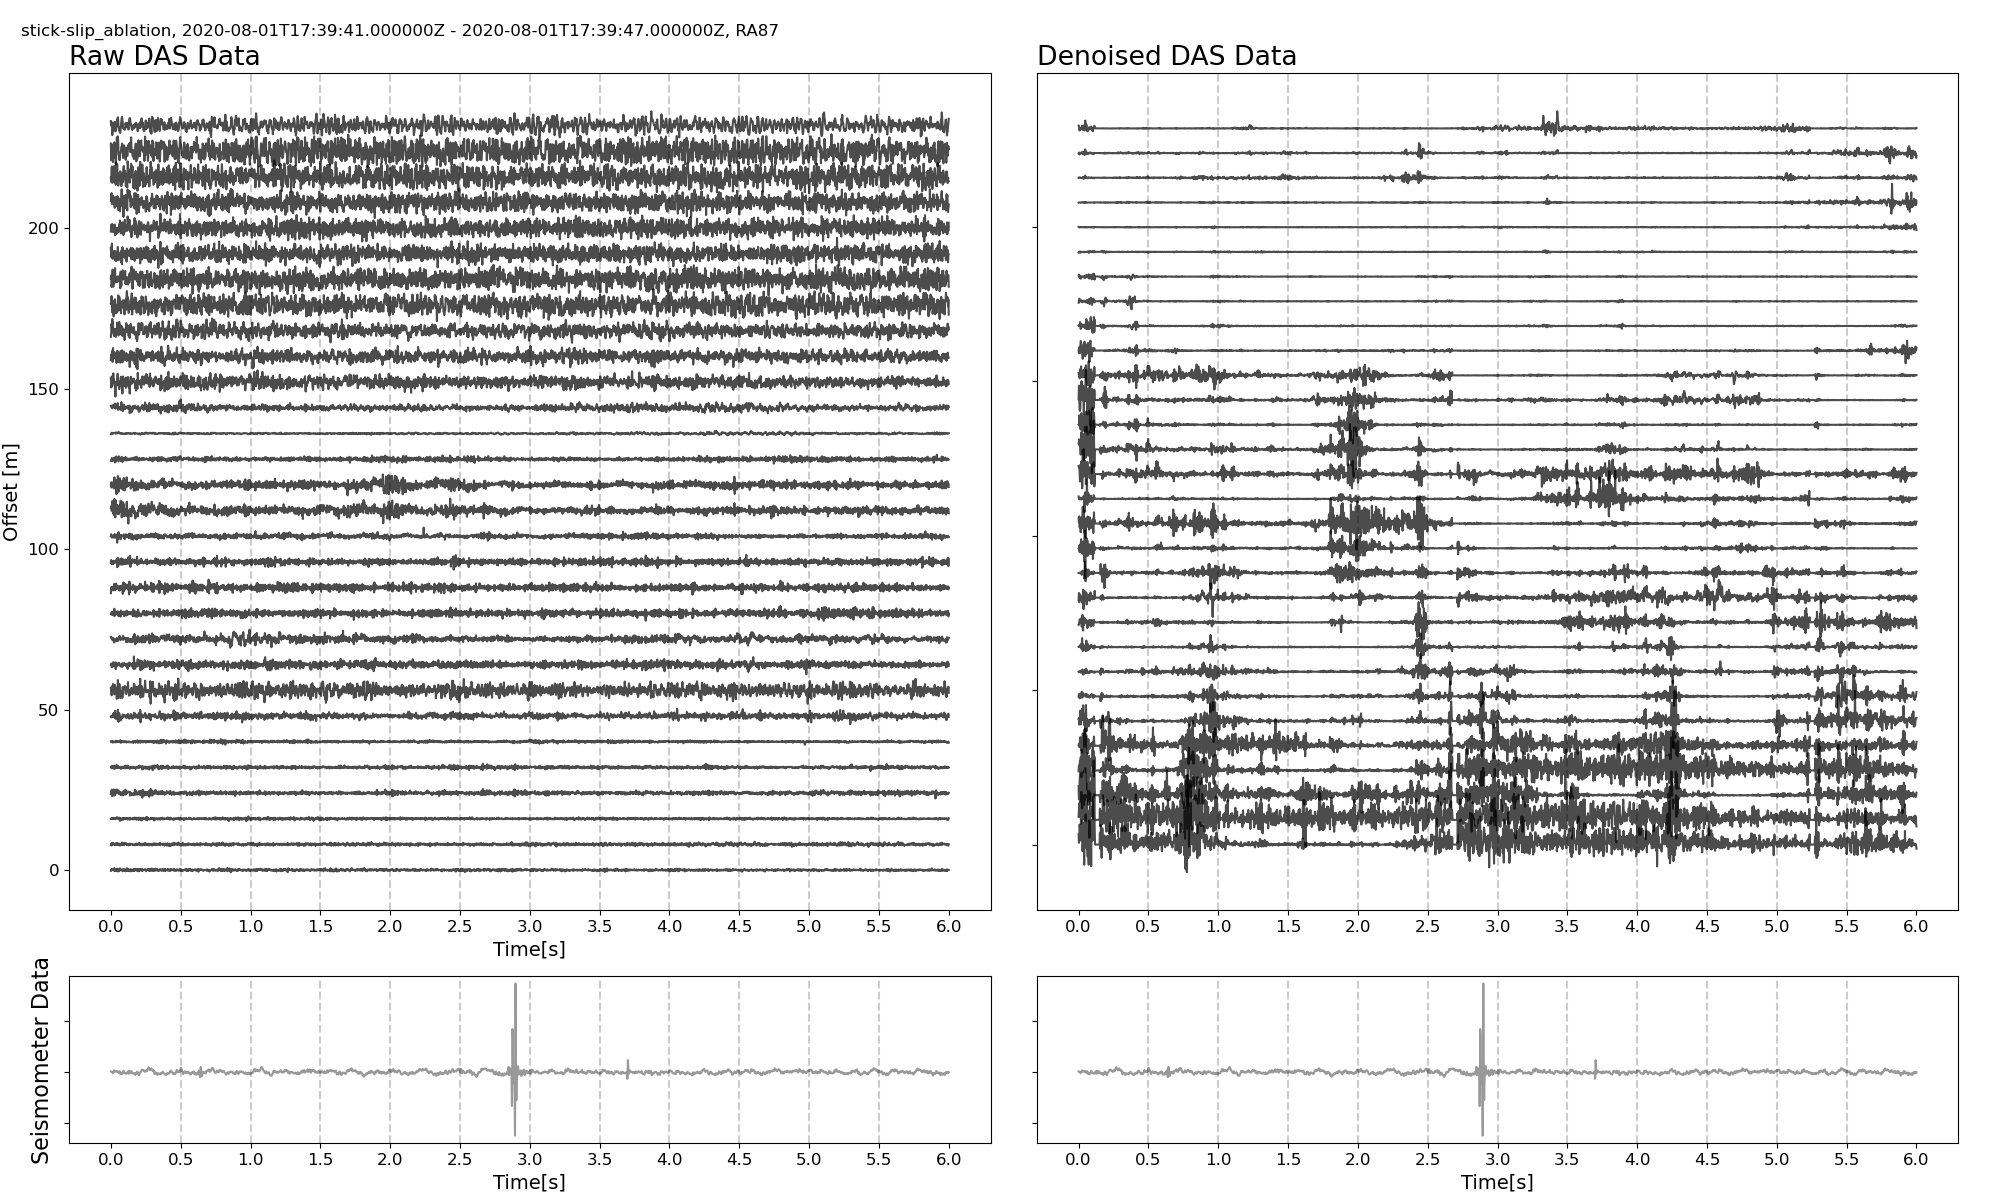 stick-slip_ablation, 2020-08-01T17:39:41.000000Z - 2020-08-01T17:39:47.000000Z, RA87
Raw DAS Data
Denoised DAS Data
Offset [m]
200
150
100
50
0
0.0 0.5 1.0 1.5 2.0 2.5 3.0 3.5 4.0 4.5 5.0 5.5 6.0
Time[s]
0.0 0.5 1.0 1.5 2.0 2.5 3.0 3.5 4.0 4.5 5.0 5.5 6.0
Seismometer Data
0.0 0.5 1.0 1.5 2.0 2.5 3.0 3.5 4.0 4.5 5.0 5.5 6.0
Time[s]
0.0 0.5 1.0 1.5 2.0 2.5 3.0 3.5 4.0 4.5 5.0 5.5 6.0
Time[s]